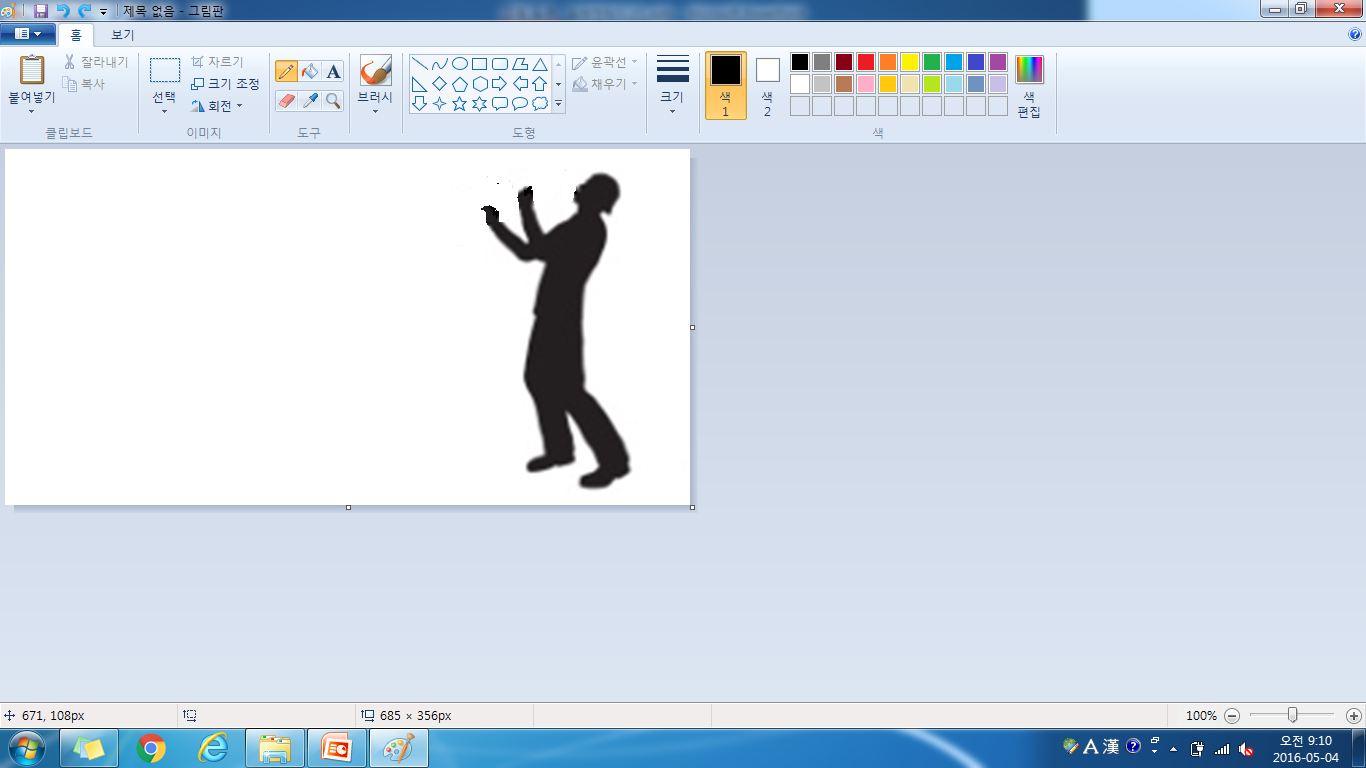 제목 없음 - 그림판
홈 보기
붙여넣기
잘라내기
복사
클립보드
선택
자르기
크기 조정
회전
이미지
A
도구
브러시
윤곽선
채우기
도형
크기
색
1
색
2
색
색
편집
671, 108px
685 × 356px
100%
A 漢
오전 9:10
2016-05-04